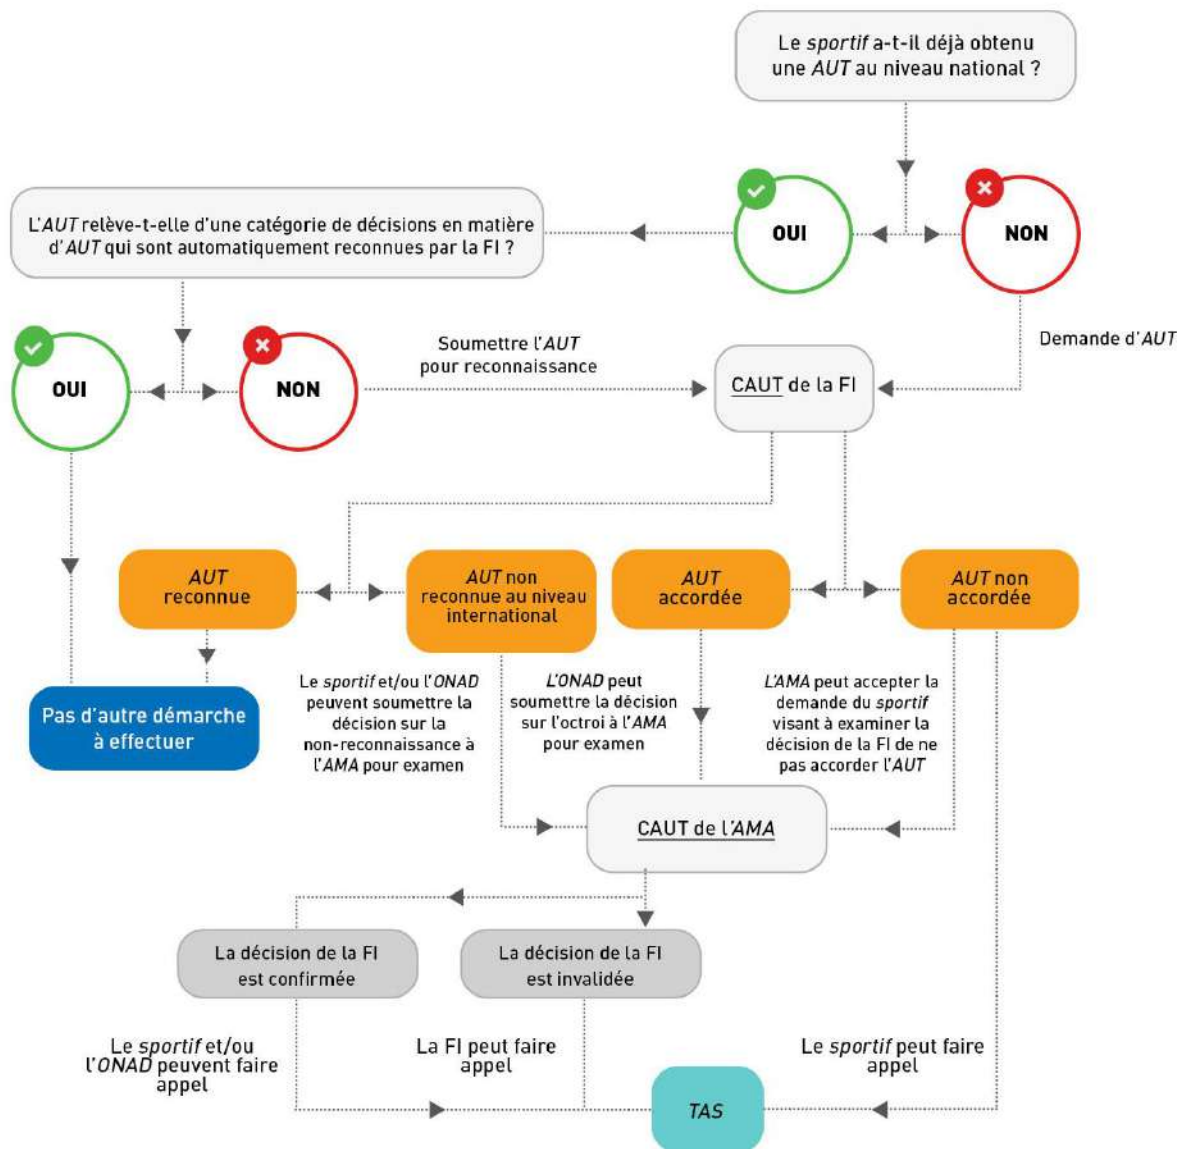 Le sportif a-t-il déjà obtenu
une AUT au niveau national ?
OUI
NON
L'AUT relève-t-elle d'une catégorie de décisions en matière
d'AUT qui sont automatiquement reconnues par la FI ?
OUI
NON
Soumettre l'AUT
pour reconnaissance
Demande d'AUT
CAUT de la FI
AUT
reconnue
AUT non
reconnue au niveau
international
AUT
accordée
AUT non
accordée
Pas d'autre démarche
à effectuer
Le sportif et/ou l'ONAD
peuvent soumettre la
décision sur la
non-reconnaissance à
l'AMA pour examen
L'ONAD peut
soumettre la décision
sur l'octroi à l'AMA
pour examen
L'AMA peut accepter la
demande du sportif
visant à examiner la
décision de la FI de ne
pas accorder l'AUT
CAUT de l'AMA
La décision de la FI
est confirmée
La décision de la FI
est invalidée
Le sportif et/ou
l'ONAD peuvent faire
appel
La FI peut faire
appel
Le sportif peut faire
appel
TAS